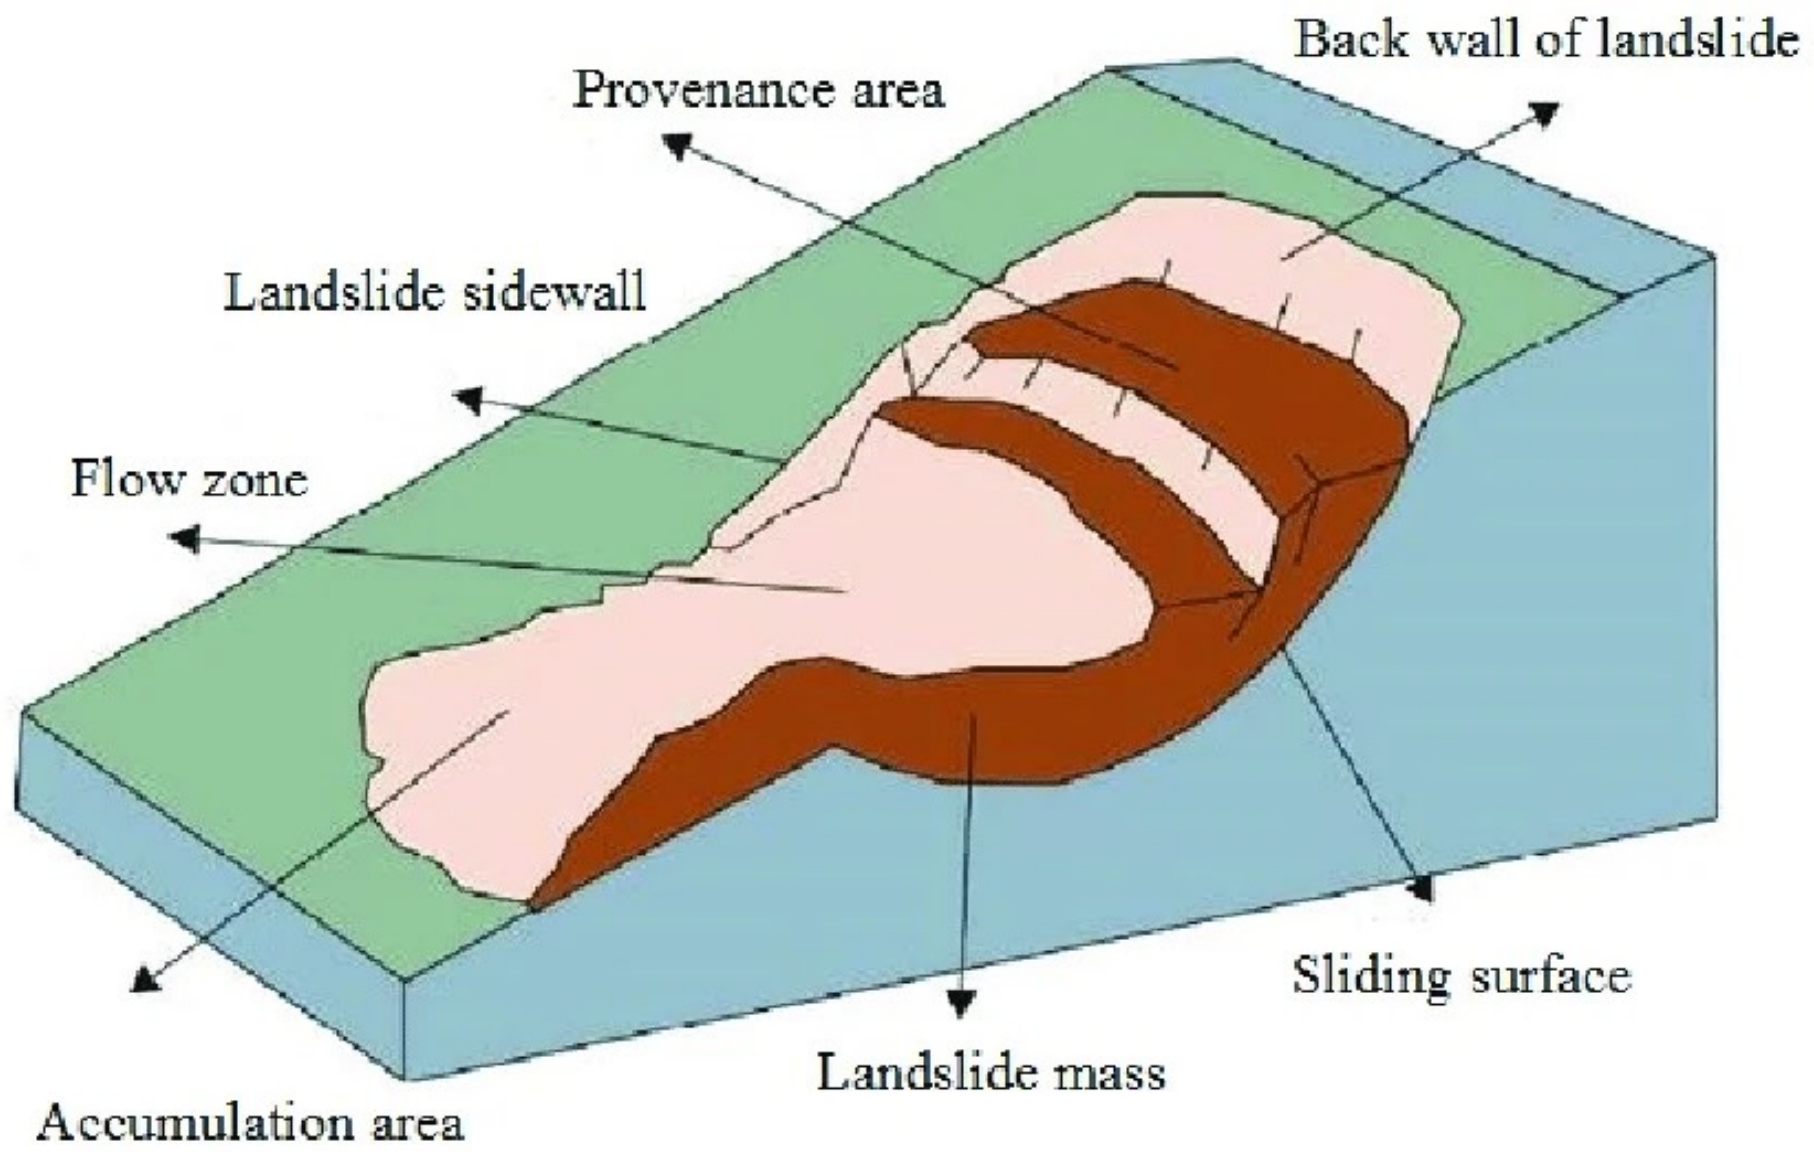 Back wall of landslide
Provenance area
Landslide sidewall
Flow zone
Sliding surface
Landslide mass
Accumulation area